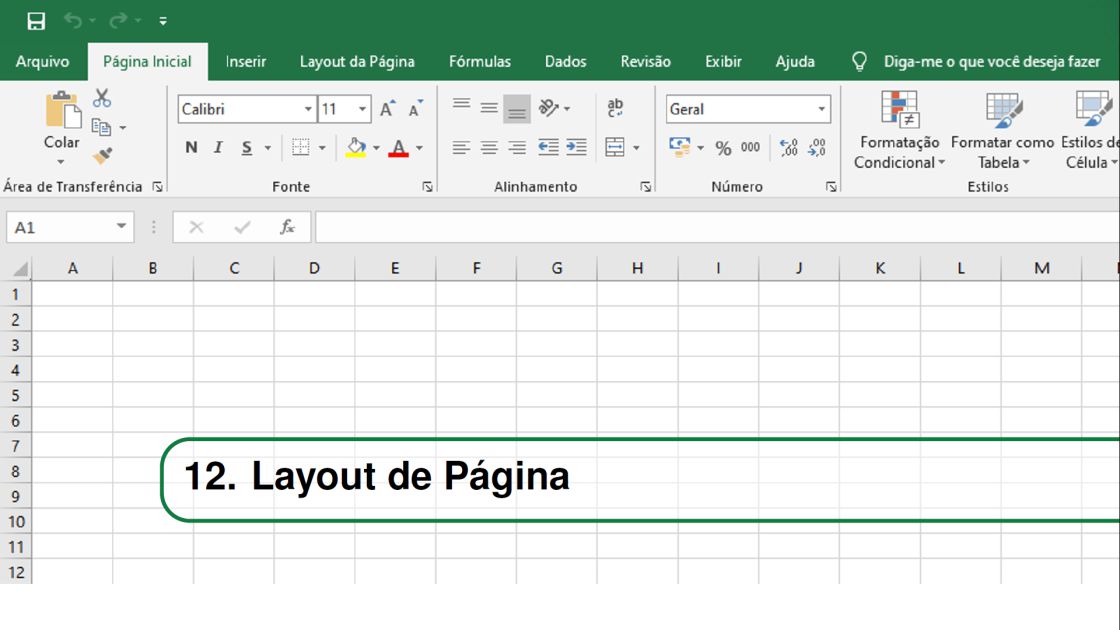 Arquivo Página Inicial Inserir Layout da Página Fórmulas Dados Revisão Exibir Ajuda Diga-me o que você deseja fazer
Calibri 11 A A ab Geral
Colar N I S A % 000 Formatação Formatar como Estilos de
Condicional Tabela Célula
Área de Transferência Fonte Alinhamento Número Estilos
A1 fx
A B C D E F G H I J K L M
1
2
3
4
5
6
7
8
9
10
11
12
12. Layout de Página